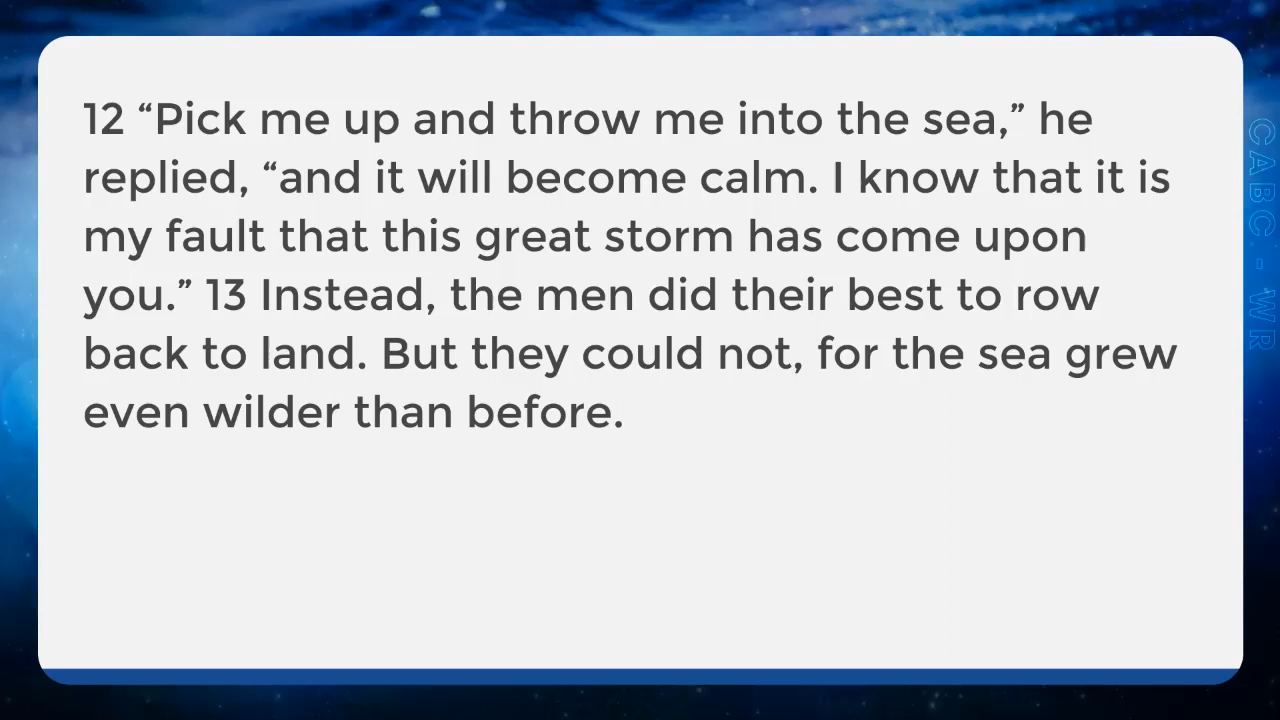 12 “Pick me up and throw me into the sea,” he
replied, “and it will become calm. I know that it is
my fault that this great storm has come upon
you.” 13 Instead, the men did their best to row
back to land. But they could not, for the sea grew
even wilder than before.
CABC - WR